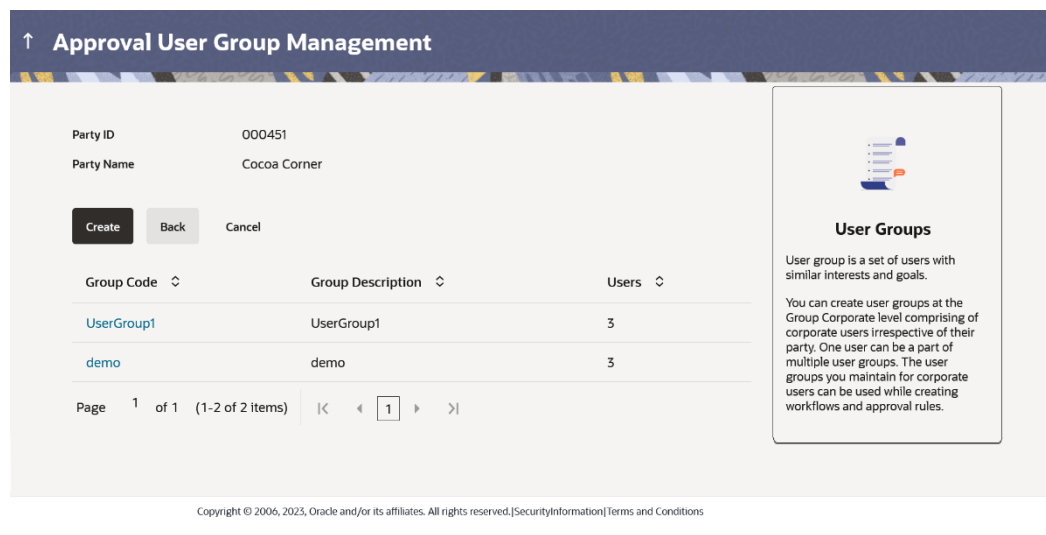 Approval User Group Management
Party ID 000451
Party Name Cocoa Corner
Create Back Cancel
Group Code Group Description Users
UserGroup1 UserGroup1 3
demo demo 3
Page 1 of 1 (1-2 of 2 items) 1
User Groups
User group is a set of users with
similar interests and goals.
You can create user groups at the
Group Corporate level comprising of
corporate users irrespective of their
party. One user can be a part of
multiple user groups. The user
groups you maintain for corporate
users can be used while creating
workflows and approval rules.
Copyright © 2006, 2023, Oracle and/or its affiliates. All rights reserved.|SecurityInformation|Terms and Conditions